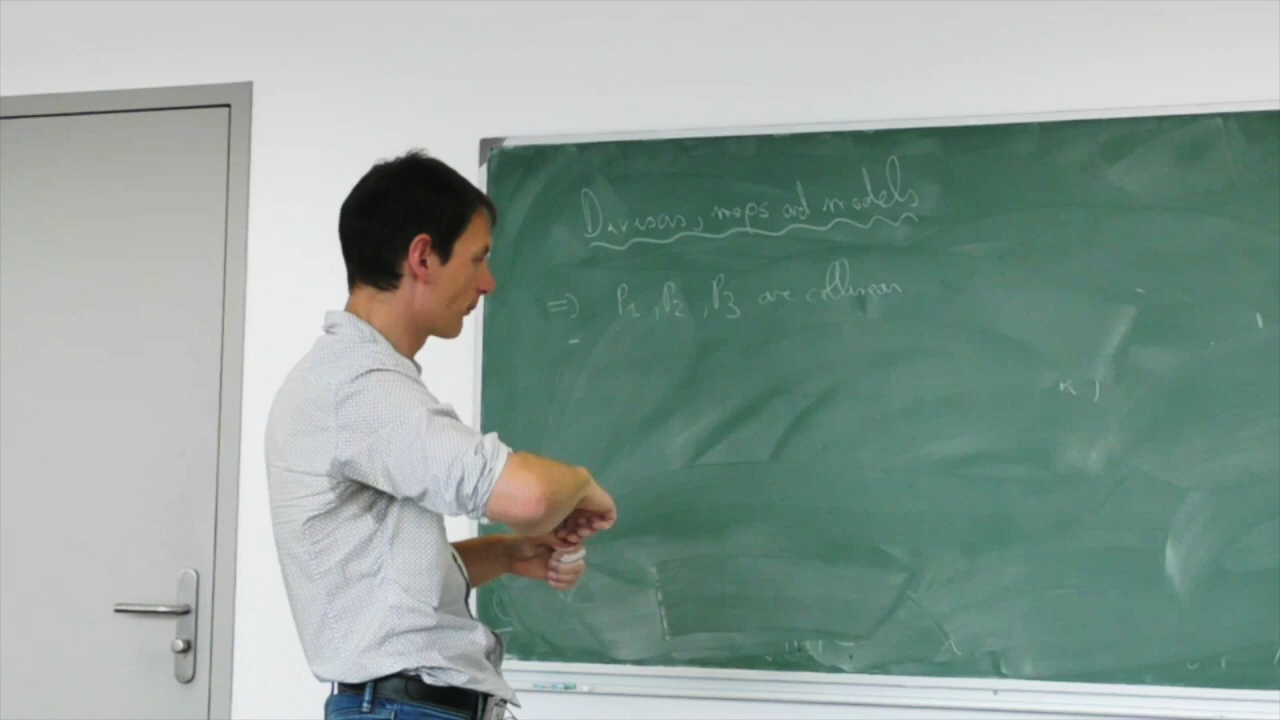 Divisors, maps and models
=> P1, P2, P3 are collinear